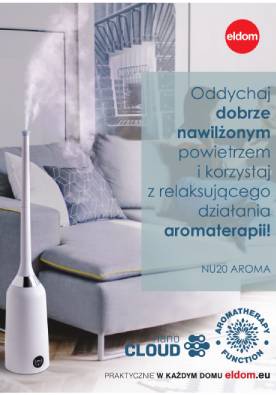 eldom
Oddychaj
dobrze
nawilżonym
powietrzem
i korzystaj
z relaksującego
działania
aromaterapii!
NU20 AROMA
nano
CLOUD
AROMATHERAPY
FUNCTION
PRAKTYCZNIE W KAŻDYM DOMU eldom.eu